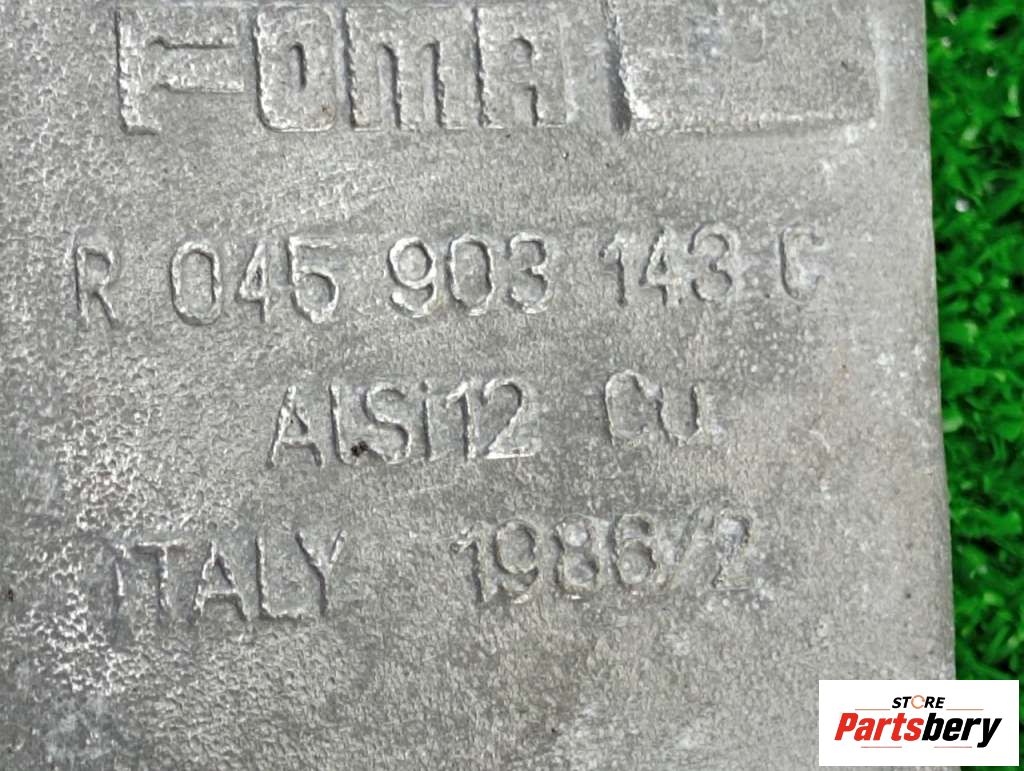 FOMA
R 045 903 143 C
AlSi12 Cu
ITALY 1986/2
STORE
Partsbery